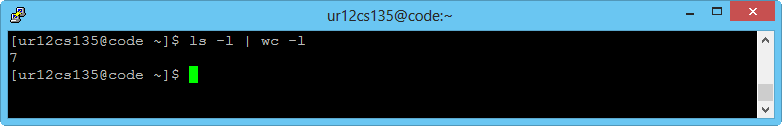 ur12cs135@code:~
[ur12cs135@code ~]$ ls -l | wc -l
7
[ur12cs135@code ~]$